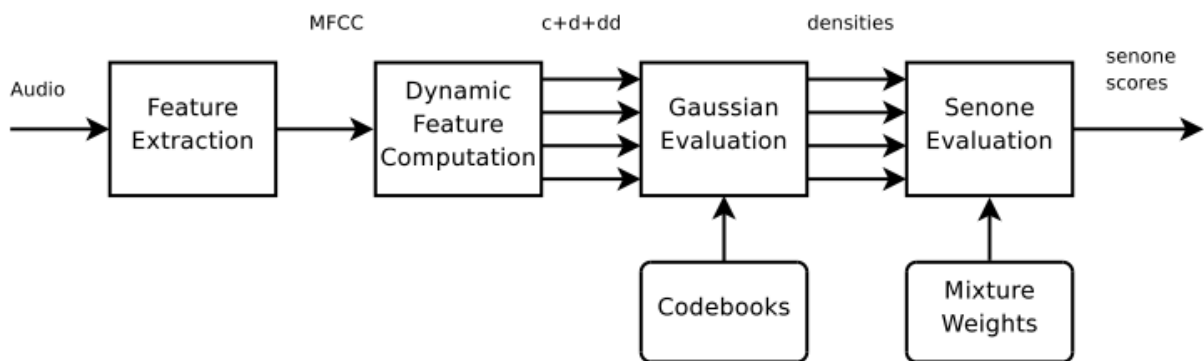 MFCC
c+d+dd
densities
senone
scores
Audio
Feature
Extraction
Dynamic
Feature
Computation
Gaussian
Evaluation
Senone
Evaluation
Codebooks
Mixture
Weights